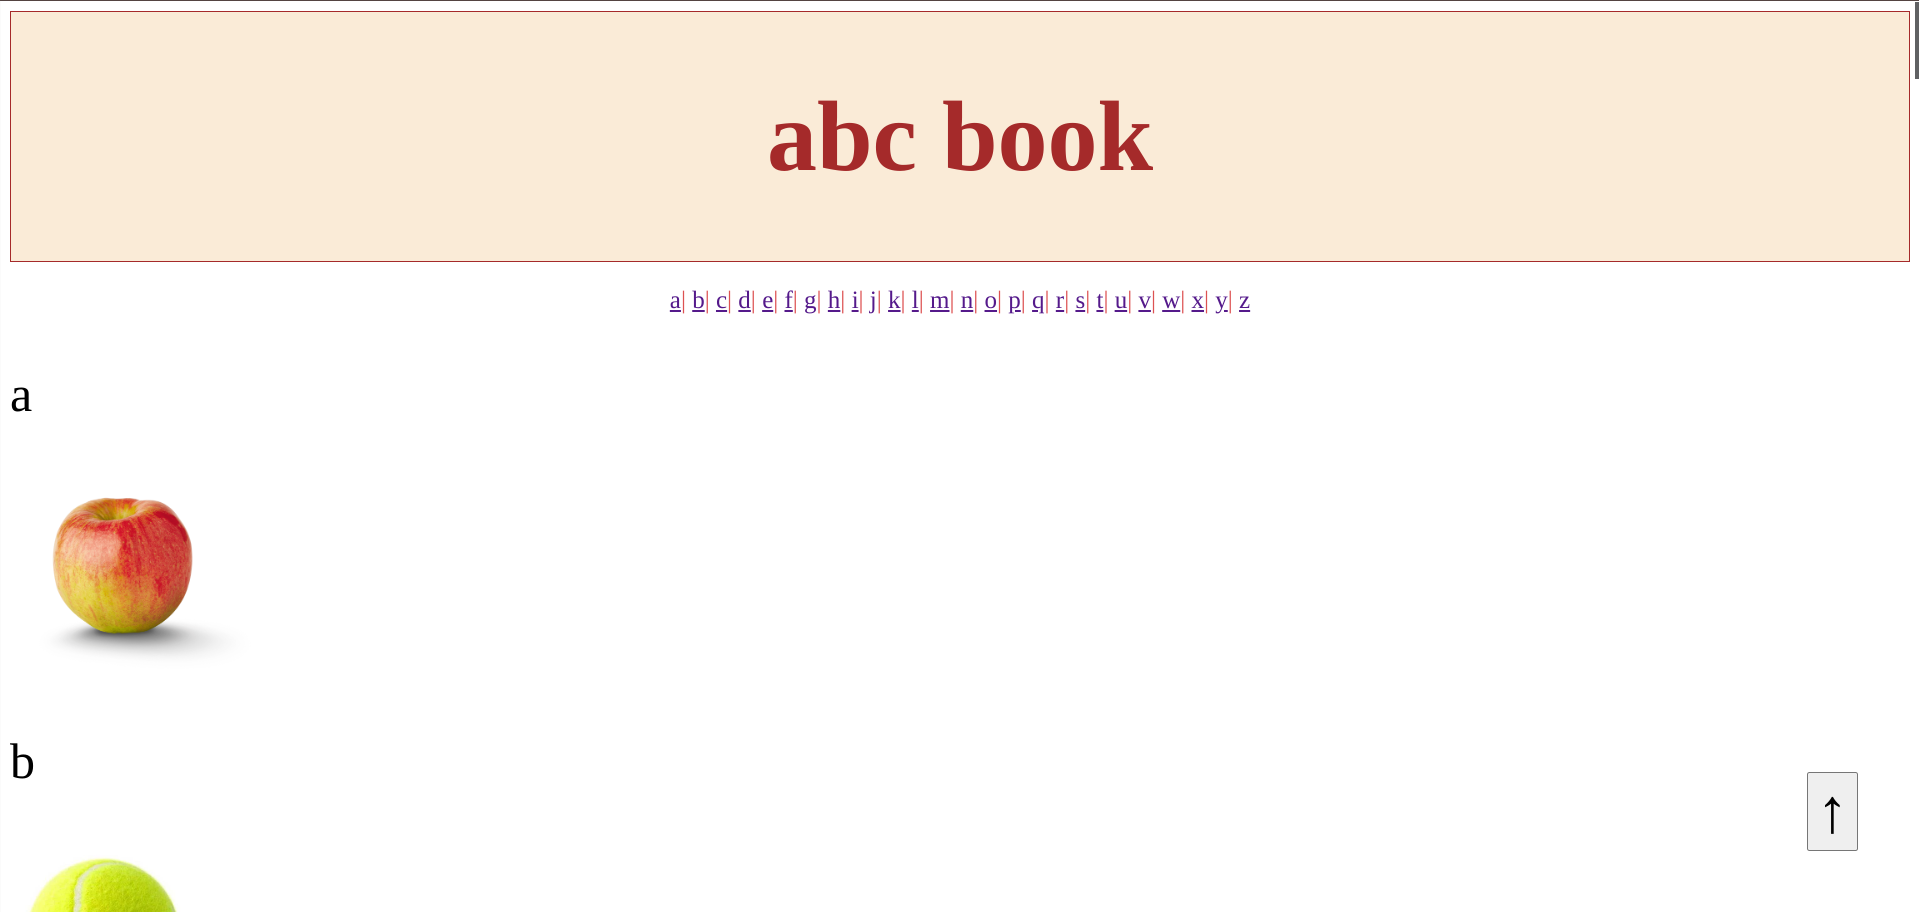 abc book
a| b| c| d| e| f| g| h| i| j| k| l| m| n| o| p| q| r| s| t| u| v| w| x| y| z
a
b
↑